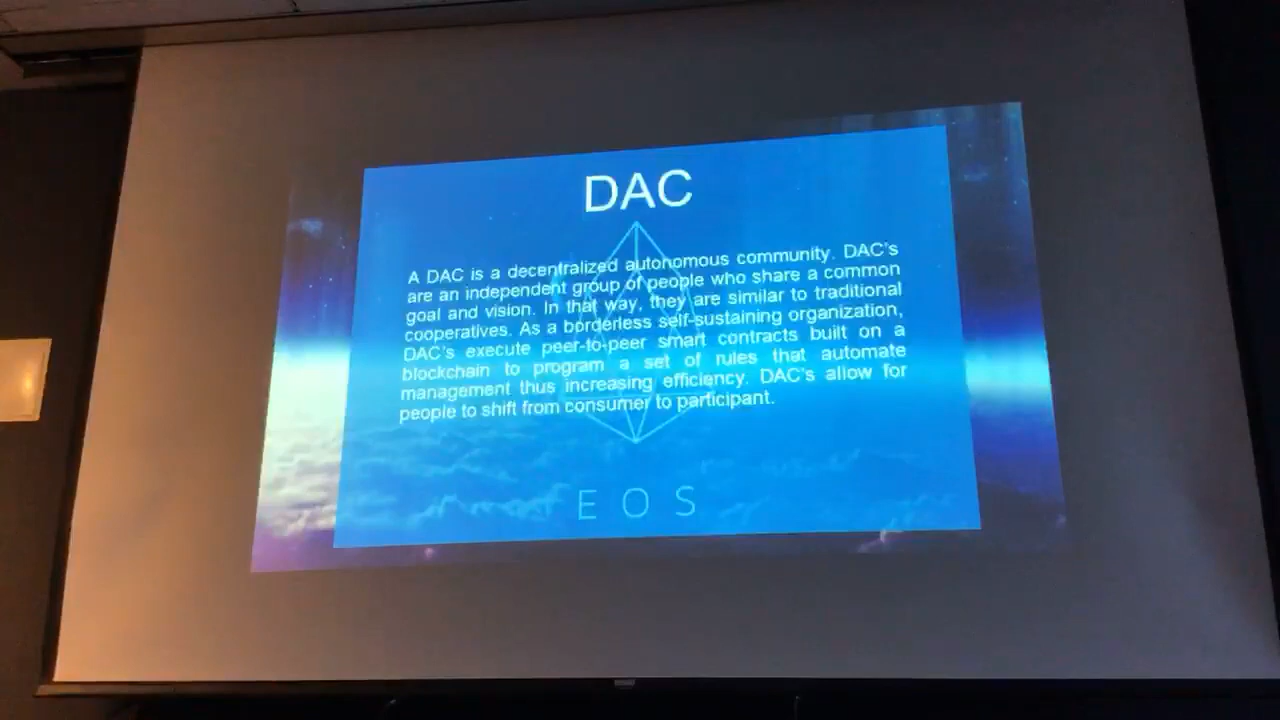 DAC
A DAC is a decentralized autonomous community. DAC's
are an independent group of people who share a common
goal and vision. In that way, they are similar to traditional
cooperatives. As a borderless self-sustaining organization,
DAC's execute peer-to-peer smart contracts built on a
blockchain to program a set of rules that automate
management thus increasing efficiency. DAC's allow for
people to shift from consumer to participant.
EOS